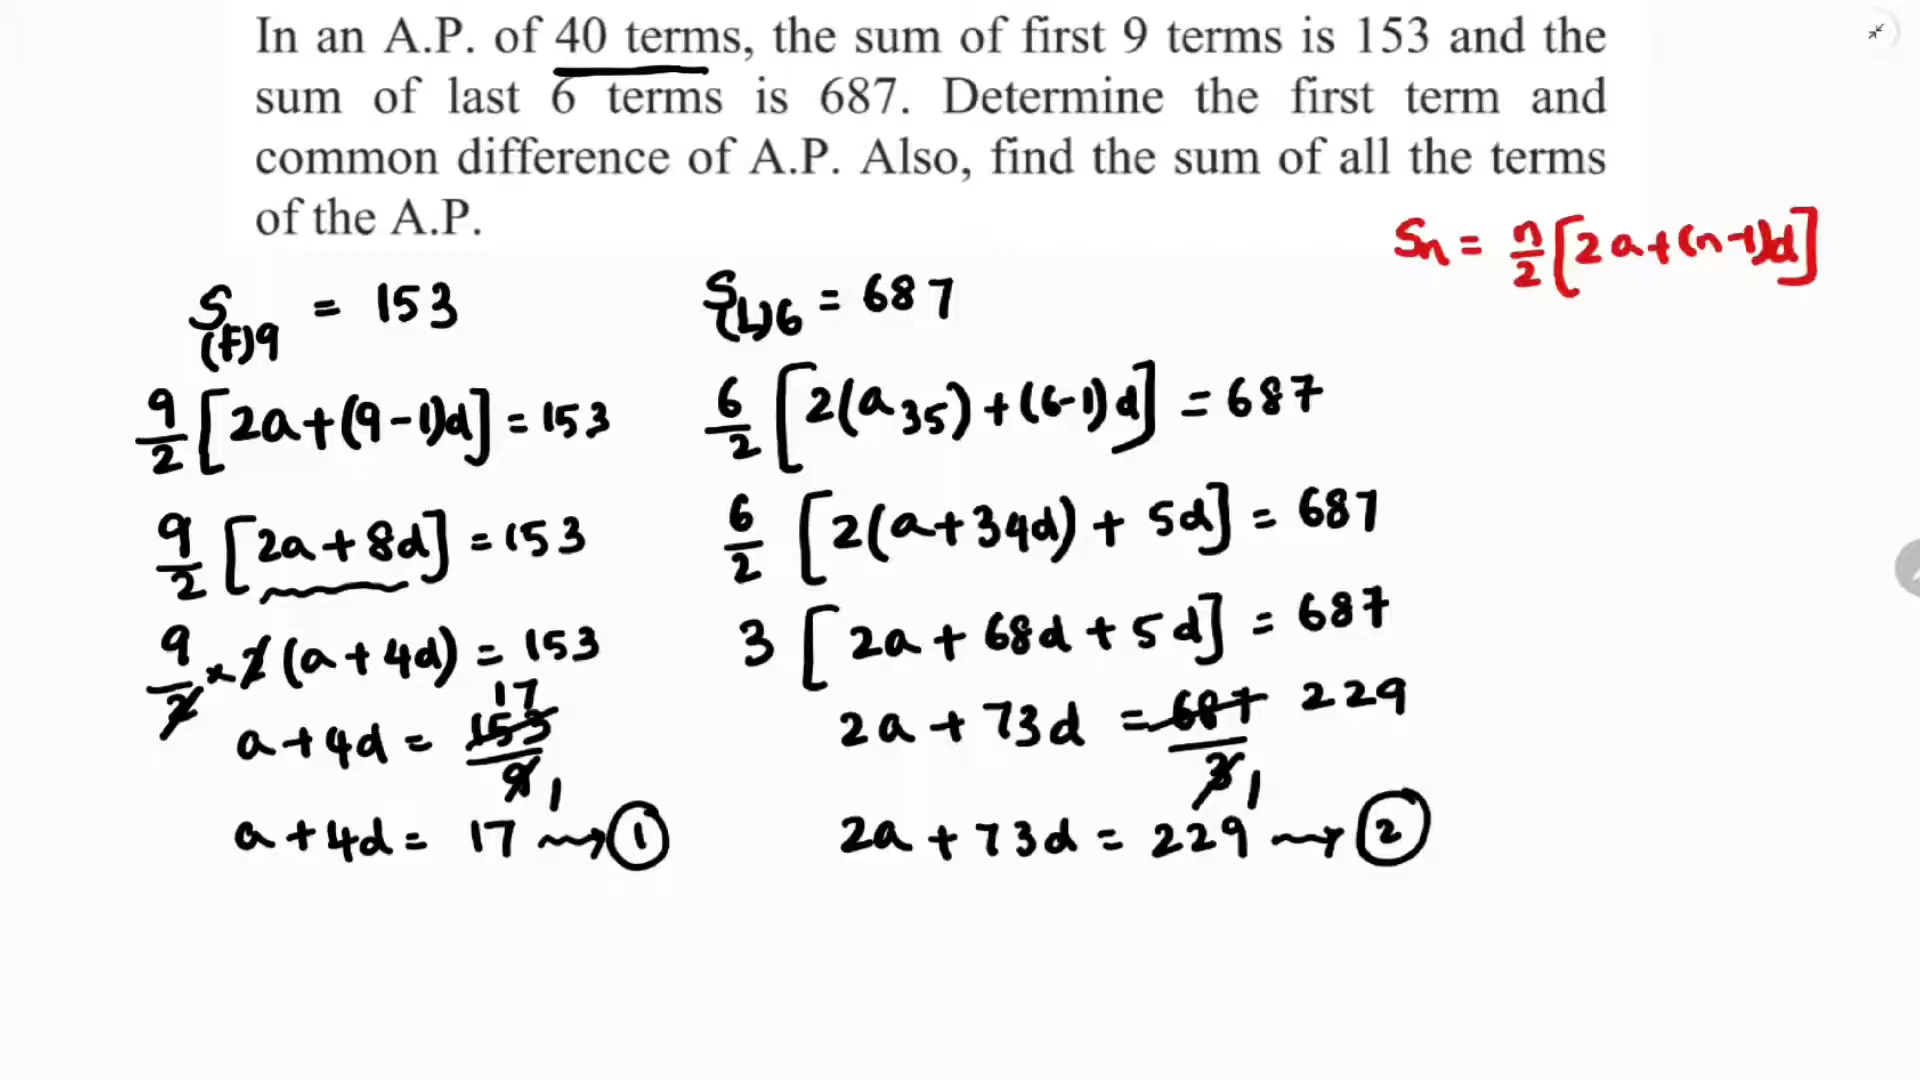 In an A.P. of 40 terms, the sum of first 9 terms is 153 and the
sum of last 6 terms is 687. Determine the first term and
common difference of A.P. Also, find the sum of all the terms
of the A.P.
Sn = n/2 [2a+(n-1)d]
S(F)9 = 153
9/2 [2a+(9-1)d] = 153
9/2 [2a+8d] = 153
9/2 × 2 (a+4d) = 153
a+4d = 153/9 17 1
a+4d = 17 → 1
S(L)6 = 687
6/2 [2(a35)+(6-1)d] = 687
6/2 [2(a+34d)+5d] = 687
3 [2a+68d+5d] = 687
2a+73d = 687/3 229 1
2a+73d = 229 → 2